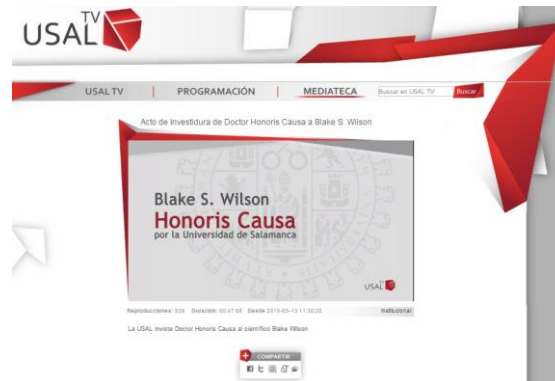 USAL TV
USAL TV | PROGRAMACIÓN | MEDIATECA Buscar en USAL TV Buscar
Acto de Investidura de Doctor Honoris Causa a Blake S. Wilson
Blake S. Wilson
Honoris Causa
por la Universidad de Salamanca
USAL TV
Reproducciones: 526 Duración: 00:47:08 Desde 2015-05-13 11:30:20 Institucional
La USAL inviste Doctor Honoris Causa al científico Blake Wilson
COMPARTIR